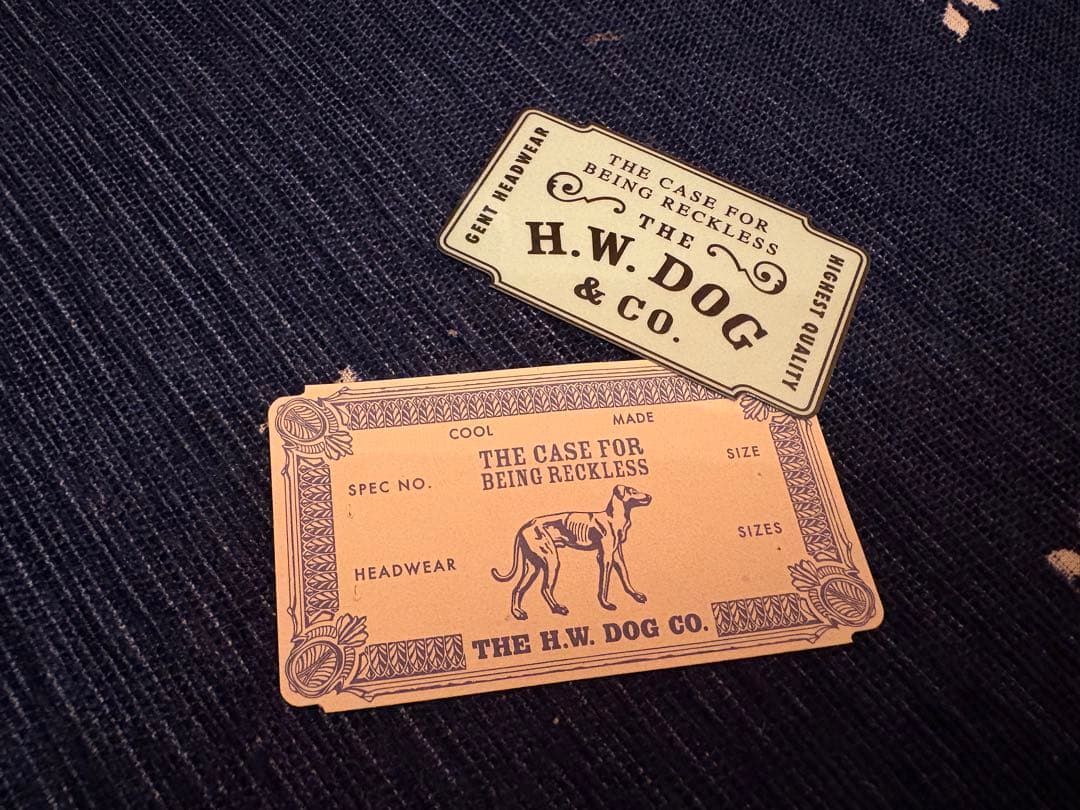 GENT HEADWEAR
THE CASE FOR
BEING RECKLESS
THE
H.W. DOG
& CO.
HIGHEST QUALITY
COOL MADE
THE CASE FOR
BEING RECKLESS
SIZE
SPEC NO.
SIZES
HEADWEAR
THE H.W. DOG CO.